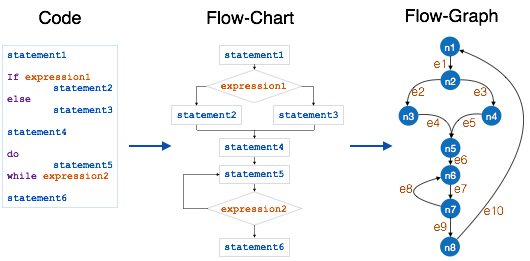 Code
statement1
If expression1
statement2
else
statement3
statement4
do
statement5
while expression2
statement6
Flow-Chart
statement1
expression1
statement2 statement3
statement4
statement5
expression2
statement6
Flow-Graph
n1
e1
n2
e2 e3
n3 n4
e4 e5
n5
e6
n6
e8 e7
n7
e9 e10
n8